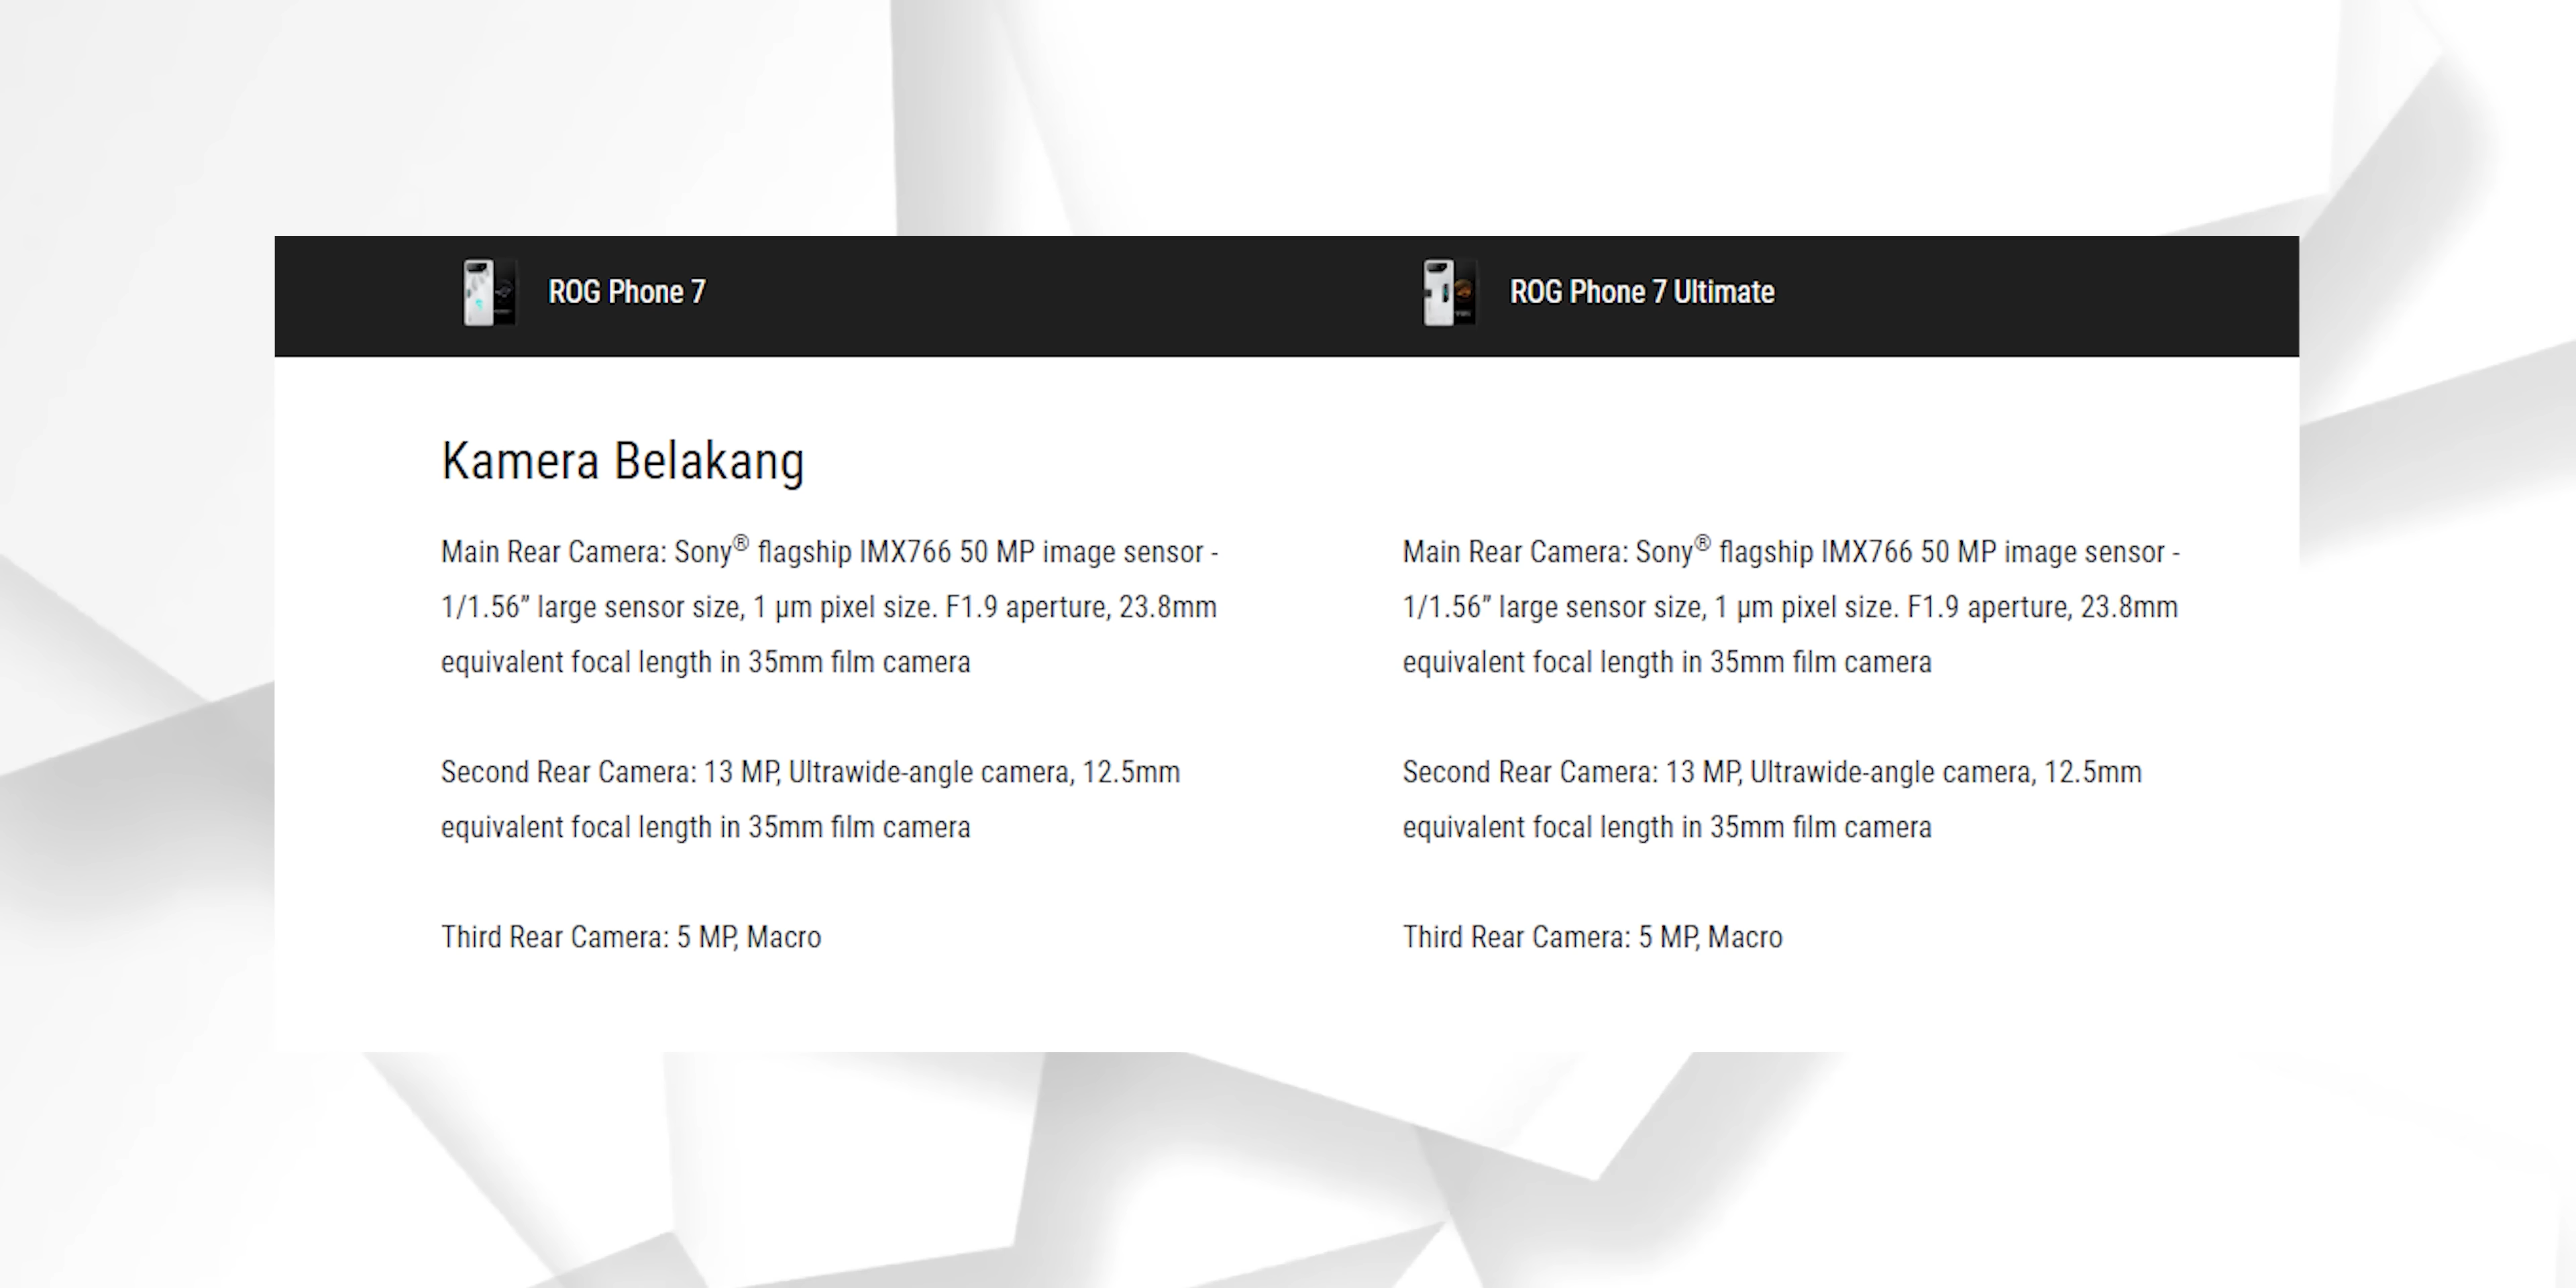 ROG Phone 7
ROG Phone 7 Ultimate
Kamera Belakang
Main Rear Camera: Sony® flagship IMX766 50 MP image sensor -
1/1.56” large sensor size, 1 µm pixel size. F1.9 aperture, 23.8mm
equivalent focal length in 35mm film camera
Second Rear Camera: 13 MP, Ultrawide-angle camera, 12.5mm
equivalent focal length in 35mm film camera
Third Rear Camera: 5 MP, Macro
Main Rear Camera: Sony® flagship IMX766 50 MP image sensor -
1/1.56” large sensor size, 1 µm pixel size. F1.9 aperture, 23.8mm
equivalent focal length in 35mm film camera
Second Rear Camera: 13 MP, Ultrawide-angle camera, 12.5mm
equivalent focal length in 35mm film camera
Third Rear Camera: 5 MP, Macro